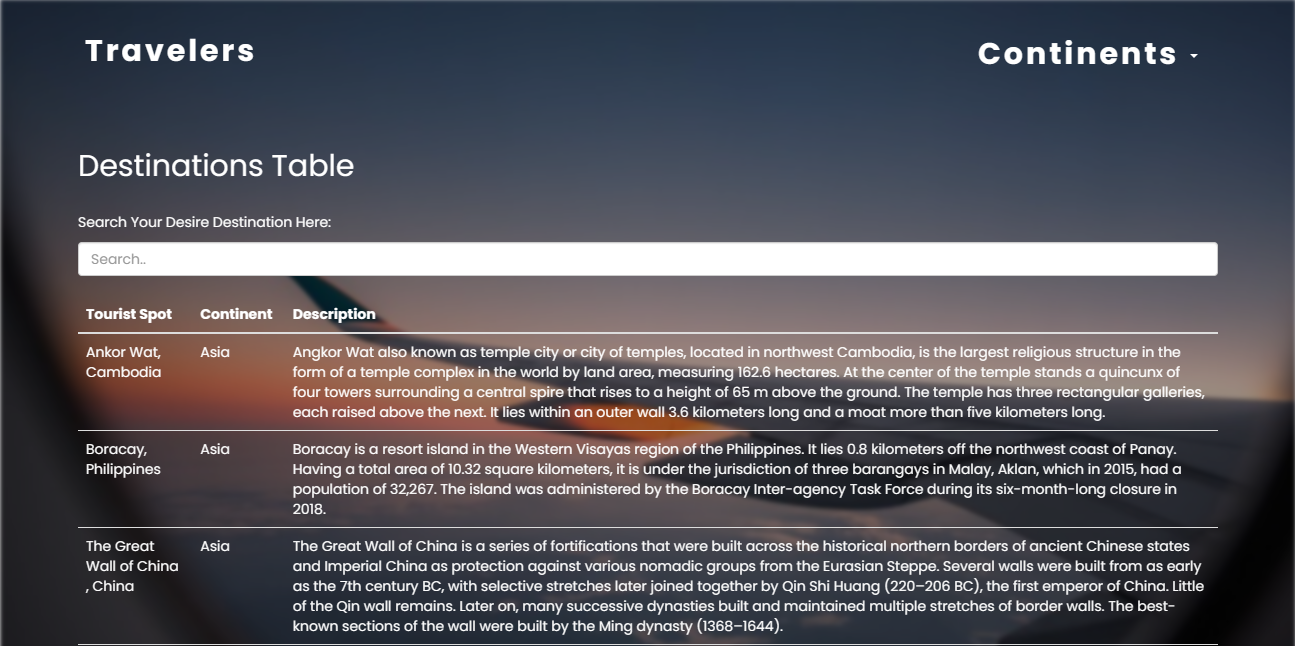 Travelers
Continents
Destinations Table
Search Your Desire Destination Here:
Search..
Tourist Spot Continent Description
Ankor Wat, Asia Angkor Wat also known as temple city or city of temples, located in northwest Cambodia, is the largest religious structure in the
Cambodia form of a temple complex in the world by land area, measuring 162.6 hectares. At the center of the temple stands a quincunx of
four towers surrounding a central spire that rises to a height of 65 m above the ground. The temple has three rectangular galleries,
each raised above the next. It lies within an outer wall 3.6 kilometers long and a moat more than five kilometers long.
Boracay, Asia Boracay is a resort island in the Western Visayas region of the Philippines. It lies 0.8 kilometers off the northwest coast of Panay.
Philippines Having a total area of 10.32 square kilometers, it is under the jurisdiction of three barangays in Malay, Aklan, which in 2015, had a
population of 32,267. The island was administered by the Boracay Inter-agency Task Force during its six-month-long closure in
2018.
The Great Asia The Great Wall of China is a series of fortifications that were built across the historical northern borders of ancient Chinese states
Wall of China and Imperial China as protection against various nomadic groups from the Eurasian Steppe. Several walls were built from as early
, China as the 7th century BC, with selective stretches later joined together by Qin Shi Huang (220–206 BC), the first emperor of China. Little
of the Qin wall remains. Later on, many successive dynasties built and maintained multiple stretches of border walls. The best-
known sections of the wall were built by the Ming dynasty (1368–1644).